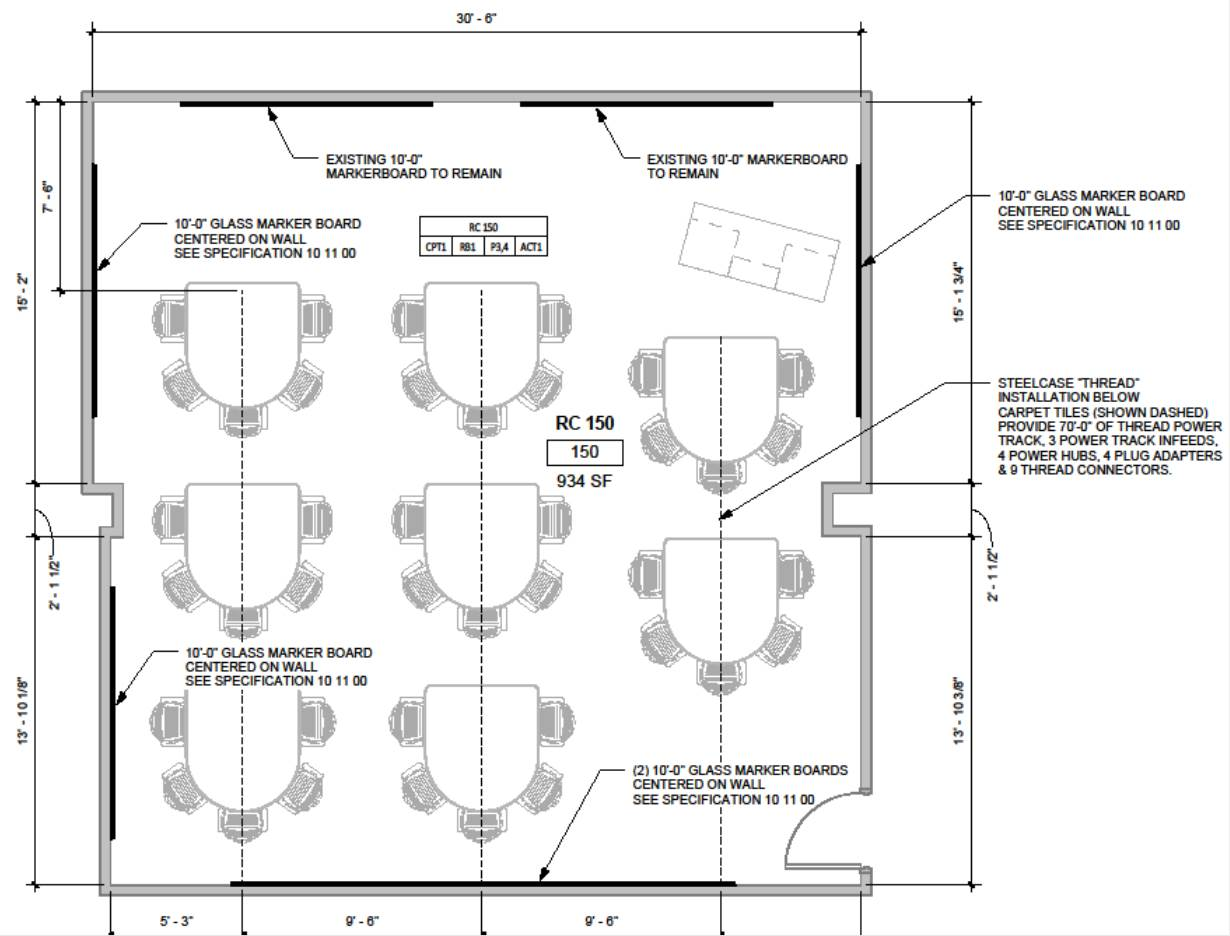 30' - 6"
EXISTING 10'-0"
MARKERBOARD TO REMAIN
EXISTING 10'-0" MARKERBOARD
TO REMAIN
7' - 6"
15' - 2"
10'-0" GLASS MARKER BOARD
CENTERED ON WALL
SEE SPECIFICATION 10 11 00
RC 150
CPT1 RB1 P3,4 ACT1
10'-0" GLASS MARKER BOARD
CENTERED ON WALL
SEE SPECIFICATION 10 11 00
15' - 1 3/4"
STEELCASE "THREAD"
INSTALLATION BELOW
CARPET TILES (SHOWN DASHED)
PROVIDE 70'-0" OF THREAD POWER
TRACK, 3 POWER TRACK INFEEDS,
4 POWER HUBS, 4 PLUG ADAPTERS
& 9 THREAD CONNECTORS.
RC 150
150
934 SF
2' - 1 1/2"
2' - 1 1/2"
10'-0" GLASS MARKER BOARD
CENTERED ON WALL
SEE SPECIFICATION 10 11 00
13' - 10 1/8"
13' - 10 3/8"
(2) 10'-0" GLASS MARKER BOARDS
CENTERED ON WALL
SEE SPECIFICATION 10 11 00
5' - 3"
9' - 6"
9' - 6"